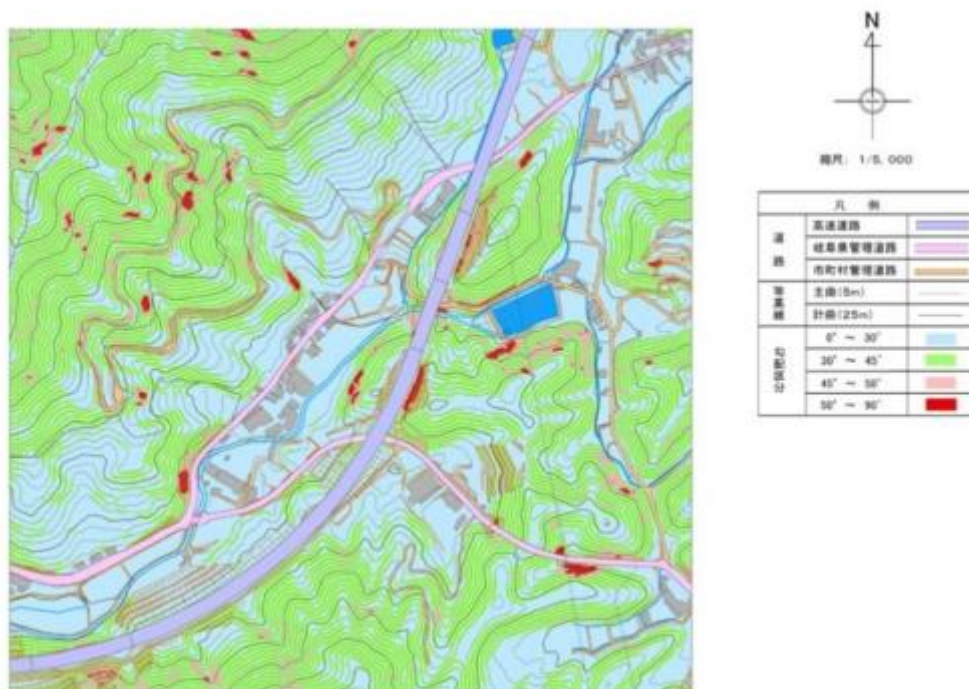 N
縮尺: 1/5,000
凡 例
道路
高速道路
岐阜県管理道路
市町村管理道路
等高線
主曲(5m)
計曲(25m)
勾配区分
0° ~ 30°
30° ~ 45°
45° ~ 50°
50° ~ 90°